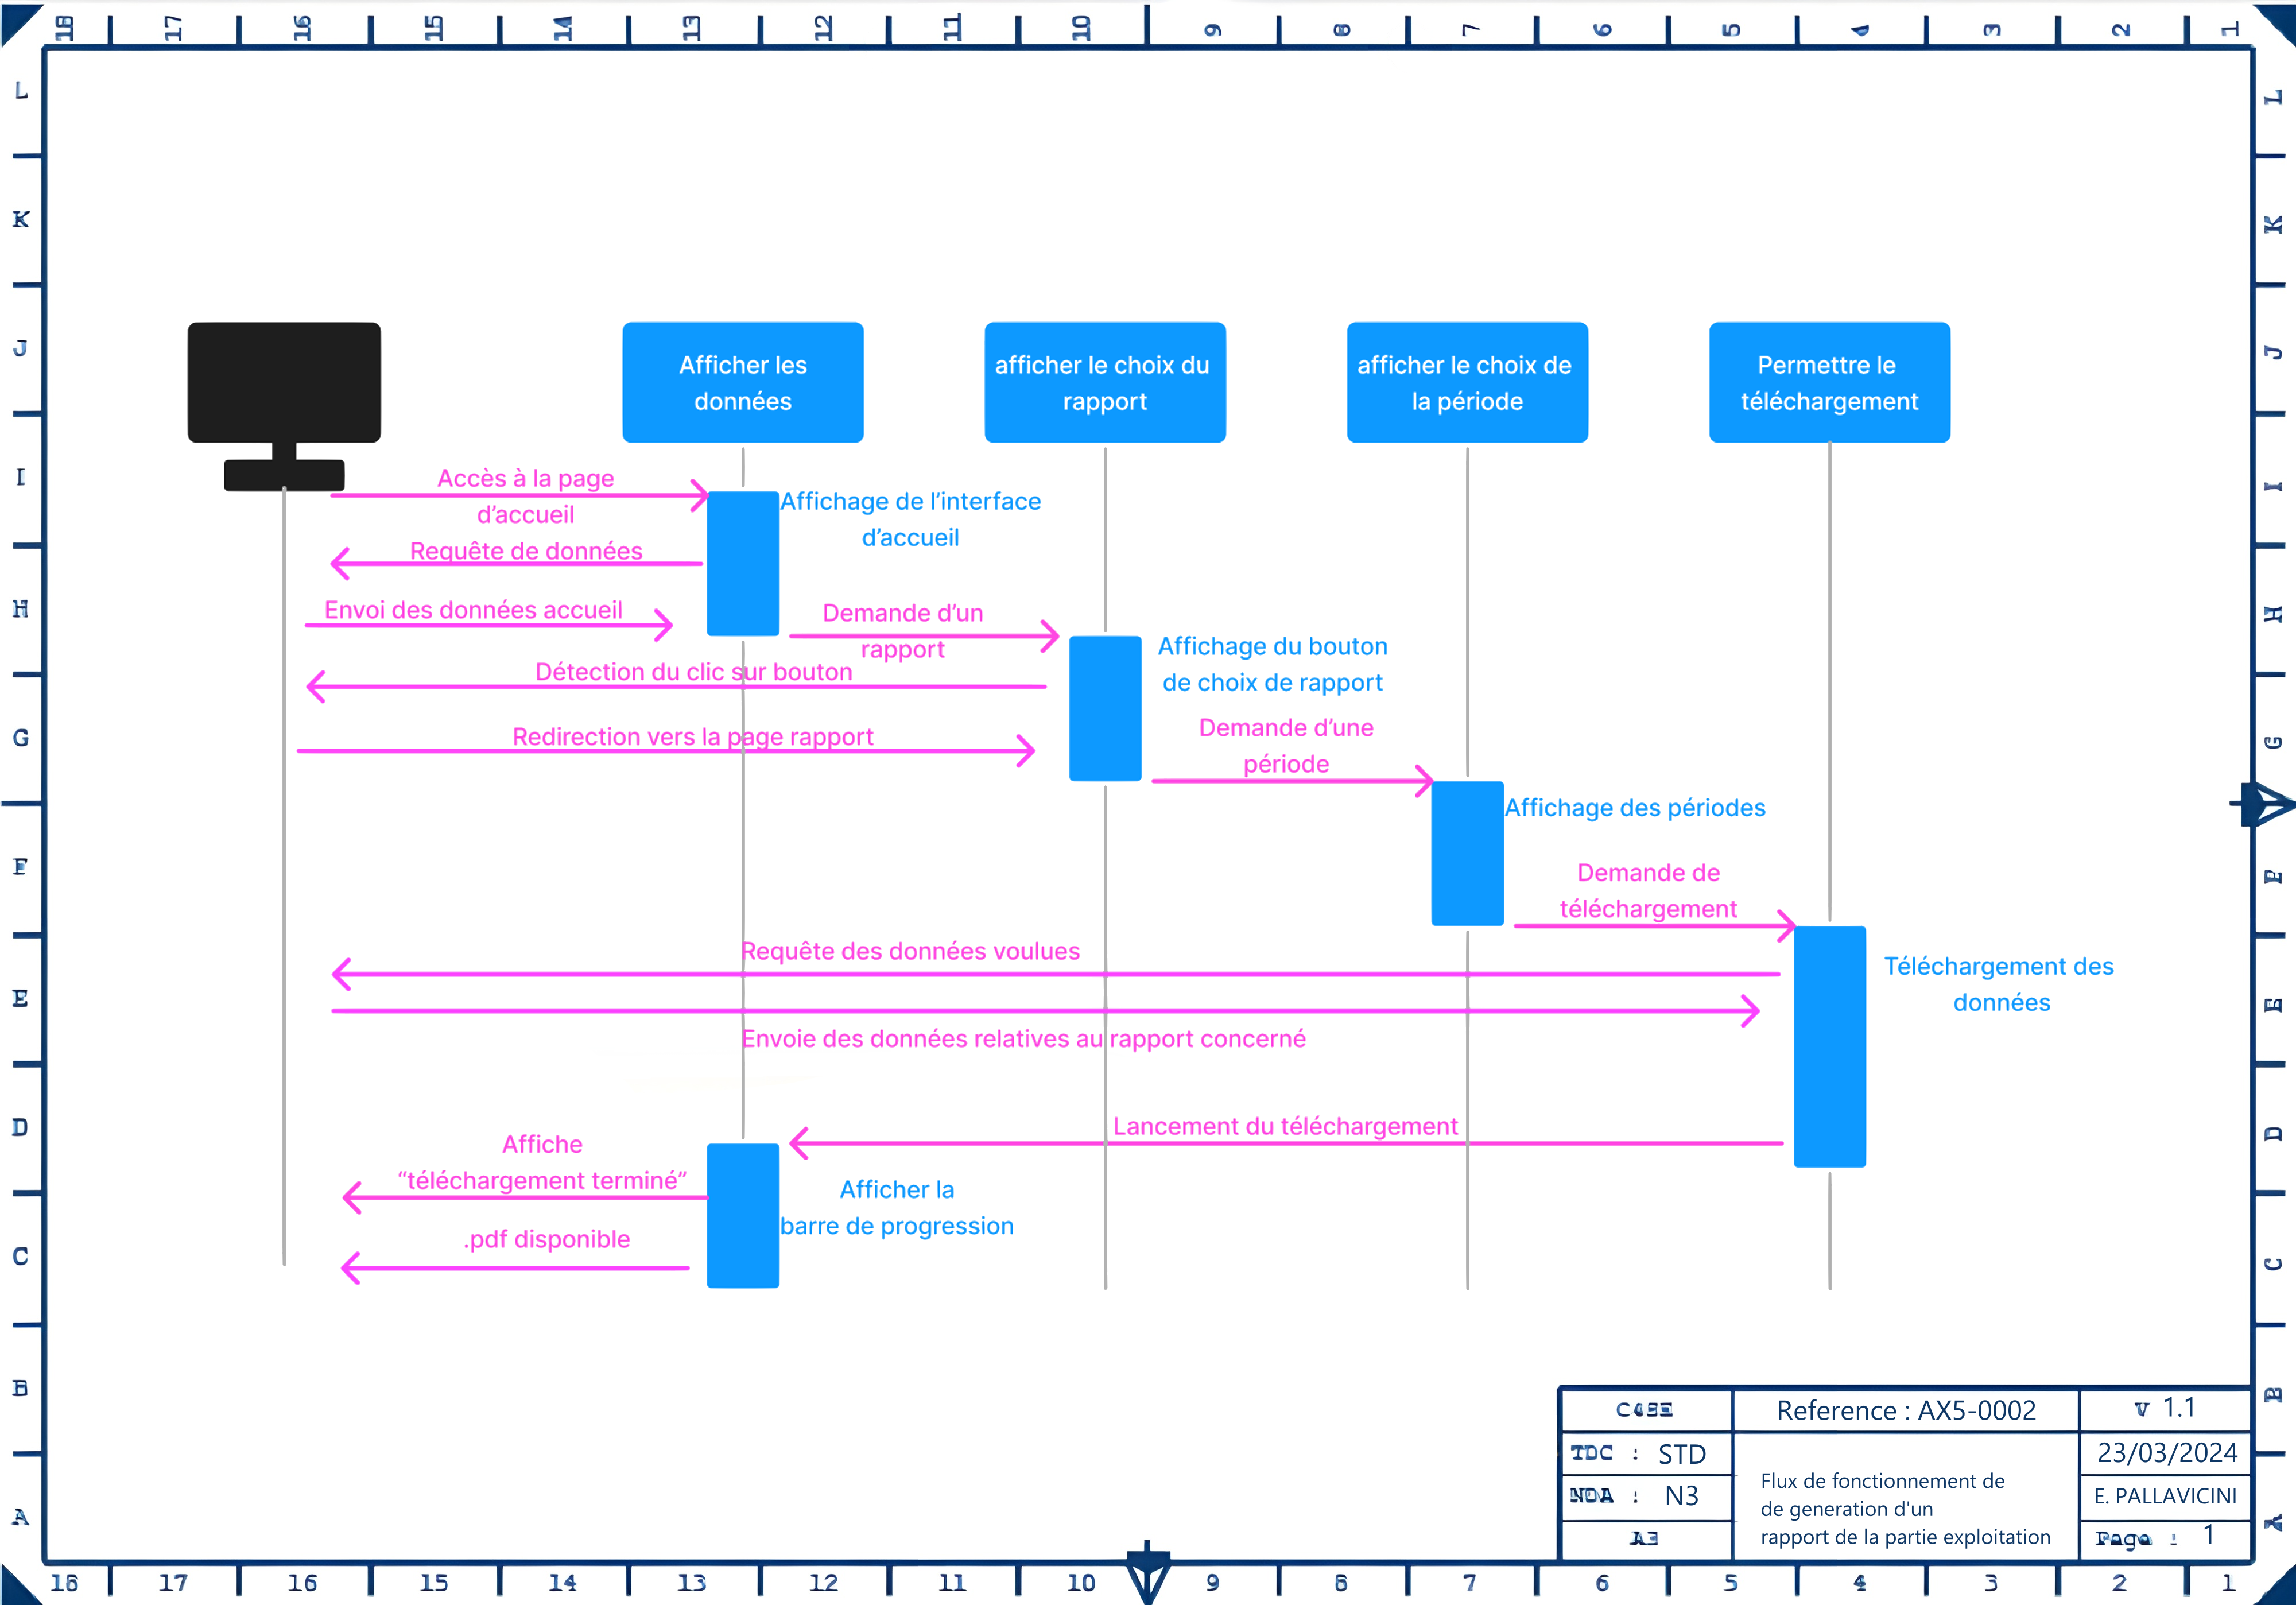 18 17 16 15 14 13 12 11 10 9 8 7 6 5 4 3 2 1
L L
K K
J J
Afficher les
données
afficher le choix du
rapport
afficher le choix de
la période
Permettre le
téléchargement
I I
Accès à la page
d’accueil
Affichage de l’interface
d’accueil
Requête de données
H H
Envoi des données accueil
Demande d’un
rapport
Affichage du bouton
de choix de rapport
Détection du clic sur bouton
G G
Redirection vers la page rapport
Demande d’une
période
Affichage des périodes
F F
Demande de
téléchargement
Requête des données voulues
Téléchargement des
données
E E
Envoie des données relatives au rapport concerné
D D
Lancement du téléchargement
Affiche
“téléchargement terminé”
Afficher la
barre de progression
.pdf disponible
C C
B B
Reference : AX5-0002
V 1.1
TDC : STD
23/03/2024
Flux de fonctionnement de
de generation d'un
rapport de la partie exploitation
NDA : N3
E. PALLAVICINI
A3
Page : 1
A A
18 17 16 15 14 13 12 11 10 9 8 7 6 5 4 3 2 1